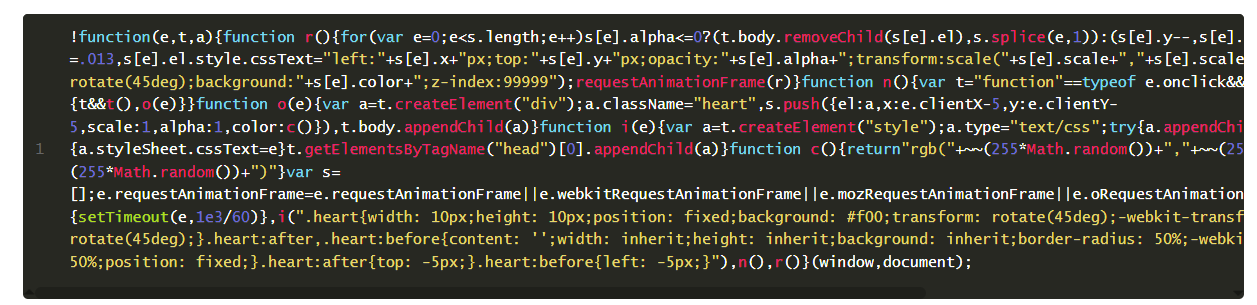 !function(e,t,a){function r(){for(var e=0;e<s.length;e++)s[e].alpha<=0?(t.body.removeChild(s[e].el),s.splice(e,1)):(s[e].y--,s[e].
=.013,s[e].el.style.cssText="left:"+s[e].x+"px;top:"+s[e].y+"px;opacity:"+s[e].alpha+";transform:scale("+s[e].scale+","+s[e].scale
rotate(45deg);background:"+s[e].color+";z-index:99999");requestAnimationFrame(r)}function n(){var t="function"==typeof e.onclick&&
{t&&t(),o(e)}}function o(e){var a=t.createElement("div");a.className="heart",s.push({el:a,x:e.clientX-5,y:e.clientY-
5,scale:1,alpha:1,color:c()}),t.body.appendChild(a)}function i(e){var a=t.createElement("style");a.type="text/css";try{a.appendChi
1 {a.styleSheet.cssText=e}t.getElementsByTagName("head")[0].appendChild(a)}function c(){return"rgb("+~~(255*Math.random())+","+~~(25
(255*Math.random())+")"}var s=
[];e.requestAnimationFrame=e.requestAnimationFrame||e.webkitRequestAnimationFrame||e.mozRequestAnimationFrame||e.oRequestAnimation
{setTimeout(e,1e3/60)},i(".heart{width: 10px;height: 10px;position: fixed;background: #f00;transform: rotate(45deg);-webkit-transf
rotate(45deg);}.heart:after,.heart:before{content: '';width: inherit;height: inherit;background: inherit;border-radius: 50%;-webki
50%;position: fixed;}.heart:after{top: -5px;}.heart:before{left: -5px;}"),n(),r()}(window,document);